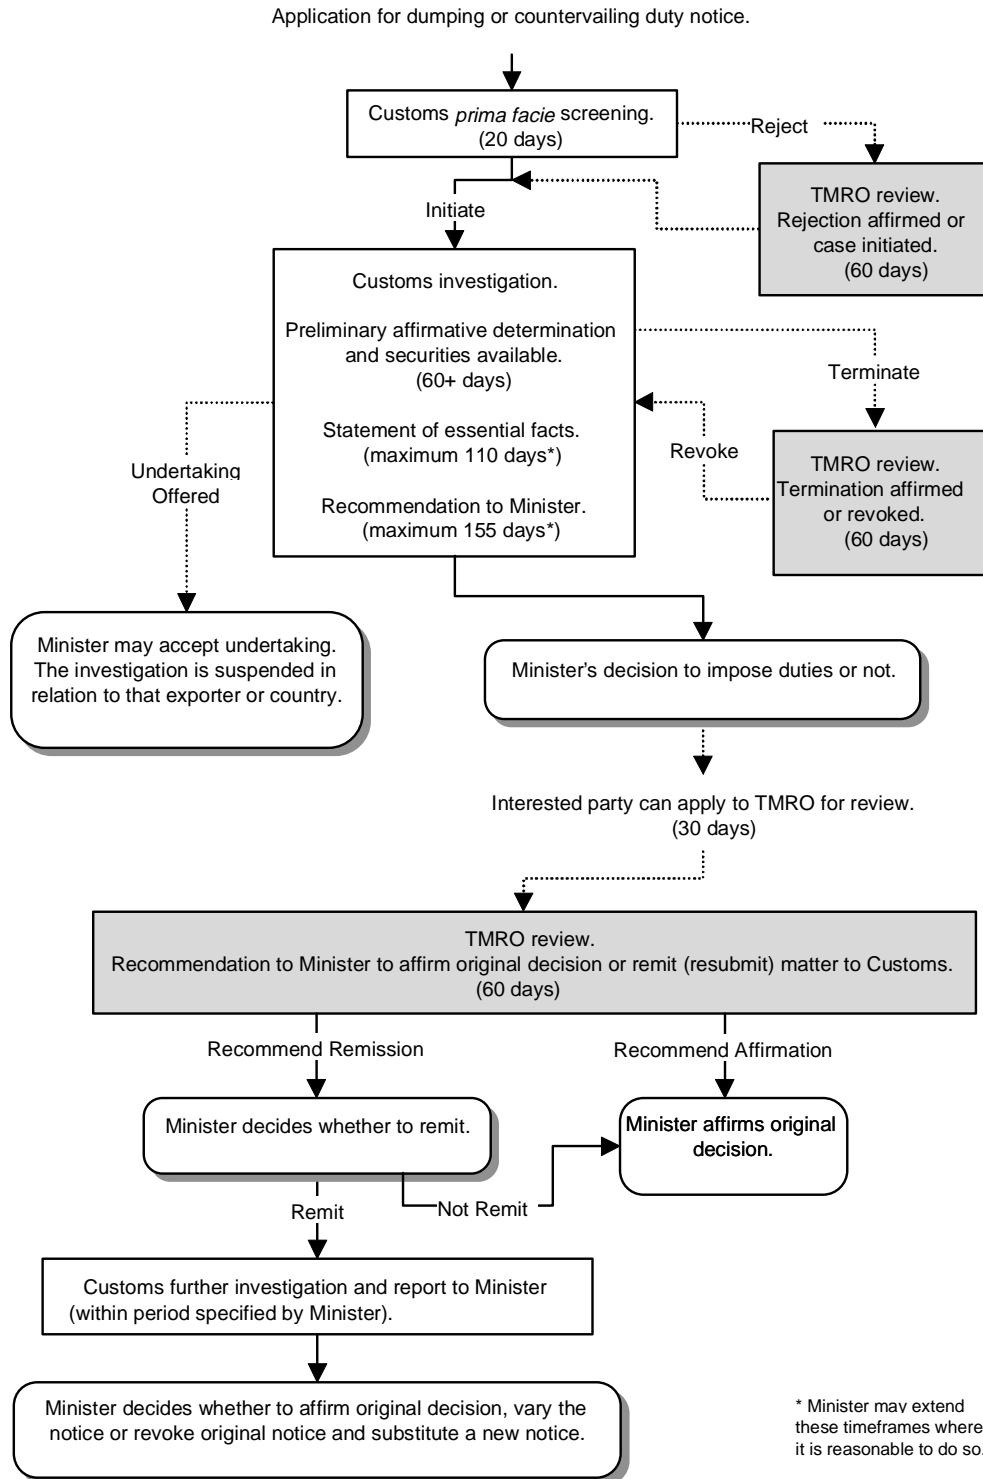 Application for dumping or countervailing duty notice.
Customs prima facie screening.
(20 days)
Reject
TMRO review.
Rejection affirmed or
case initiated.
(60 days)
Initiate
Customs investigation.
Preliminary affirmative determination
and securities available.
(60+ days)
Statement of essential facts.
(maximum 110 days*)
Recommendation to Minister.
(maximum 155 days*)
Terminate
Revoke
TMRO review.
Termination affirmed
or revoked.
(60 days)
Undertaking
Offered
Minister may accept undertaking.
The investigation is suspended in
relation to that exporter or country.
Minister's decision to impose duties or not.
Interested party can apply to TMRO for review.
(30 days)
TMRO review.
Recommendation to Minister to affirm original decision or remit (resubmit) matter to Customs.
(60 days)
Recommend Remission
Recommend Affirmation
Minister decides whether to remit.
Minister affirms original
decision.
Remit
Not Remit
Customs further investigation and report to Minister
(within period specified by Minister).
Minister decides whether to affirm original decision, vary the
notice or revoke original notice and substitute a new notice.
* Minister may extend
these timeframes where
it is reasonable to do so.